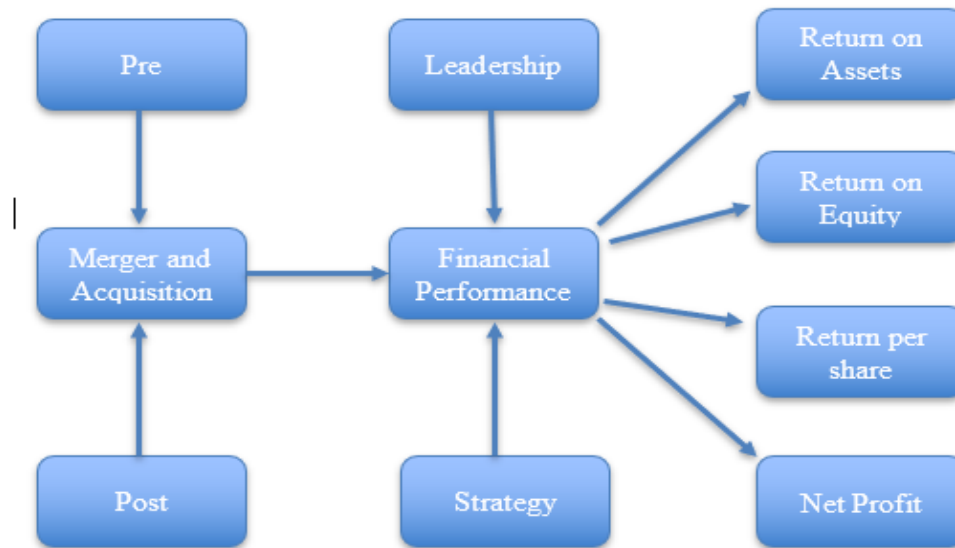 Pre
Leadership
Return on
Assets
Return on
Equity
Merger and
Acquisition
Financial
Performance
Return per
share
Post
Strategy
Net Profit